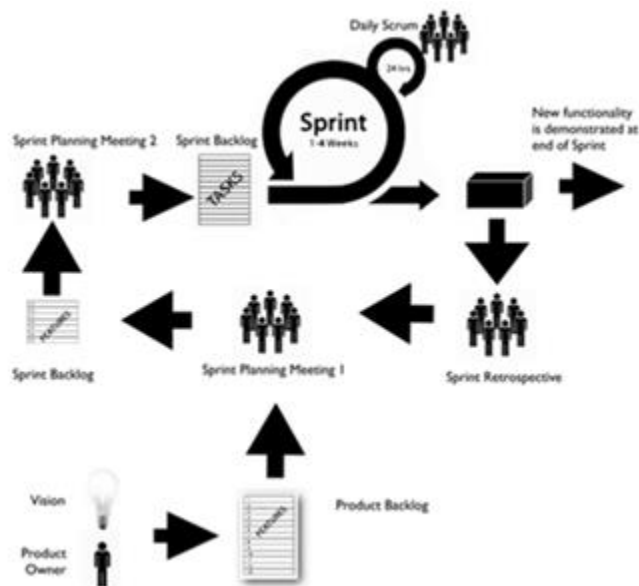 Daily Scrum
24 hrs
Sprint
1-4 Weeks
New functionality
is demonstrated at
end of Sprint
Sprint Planning Meeting 2
Sprint Backlog
TASKS
FEATURES
Sprint Backlog
Sprint Planning Meeting 1
Sprint Retrospective
Vision
Product
Owner
FEATURES
Product Backlog